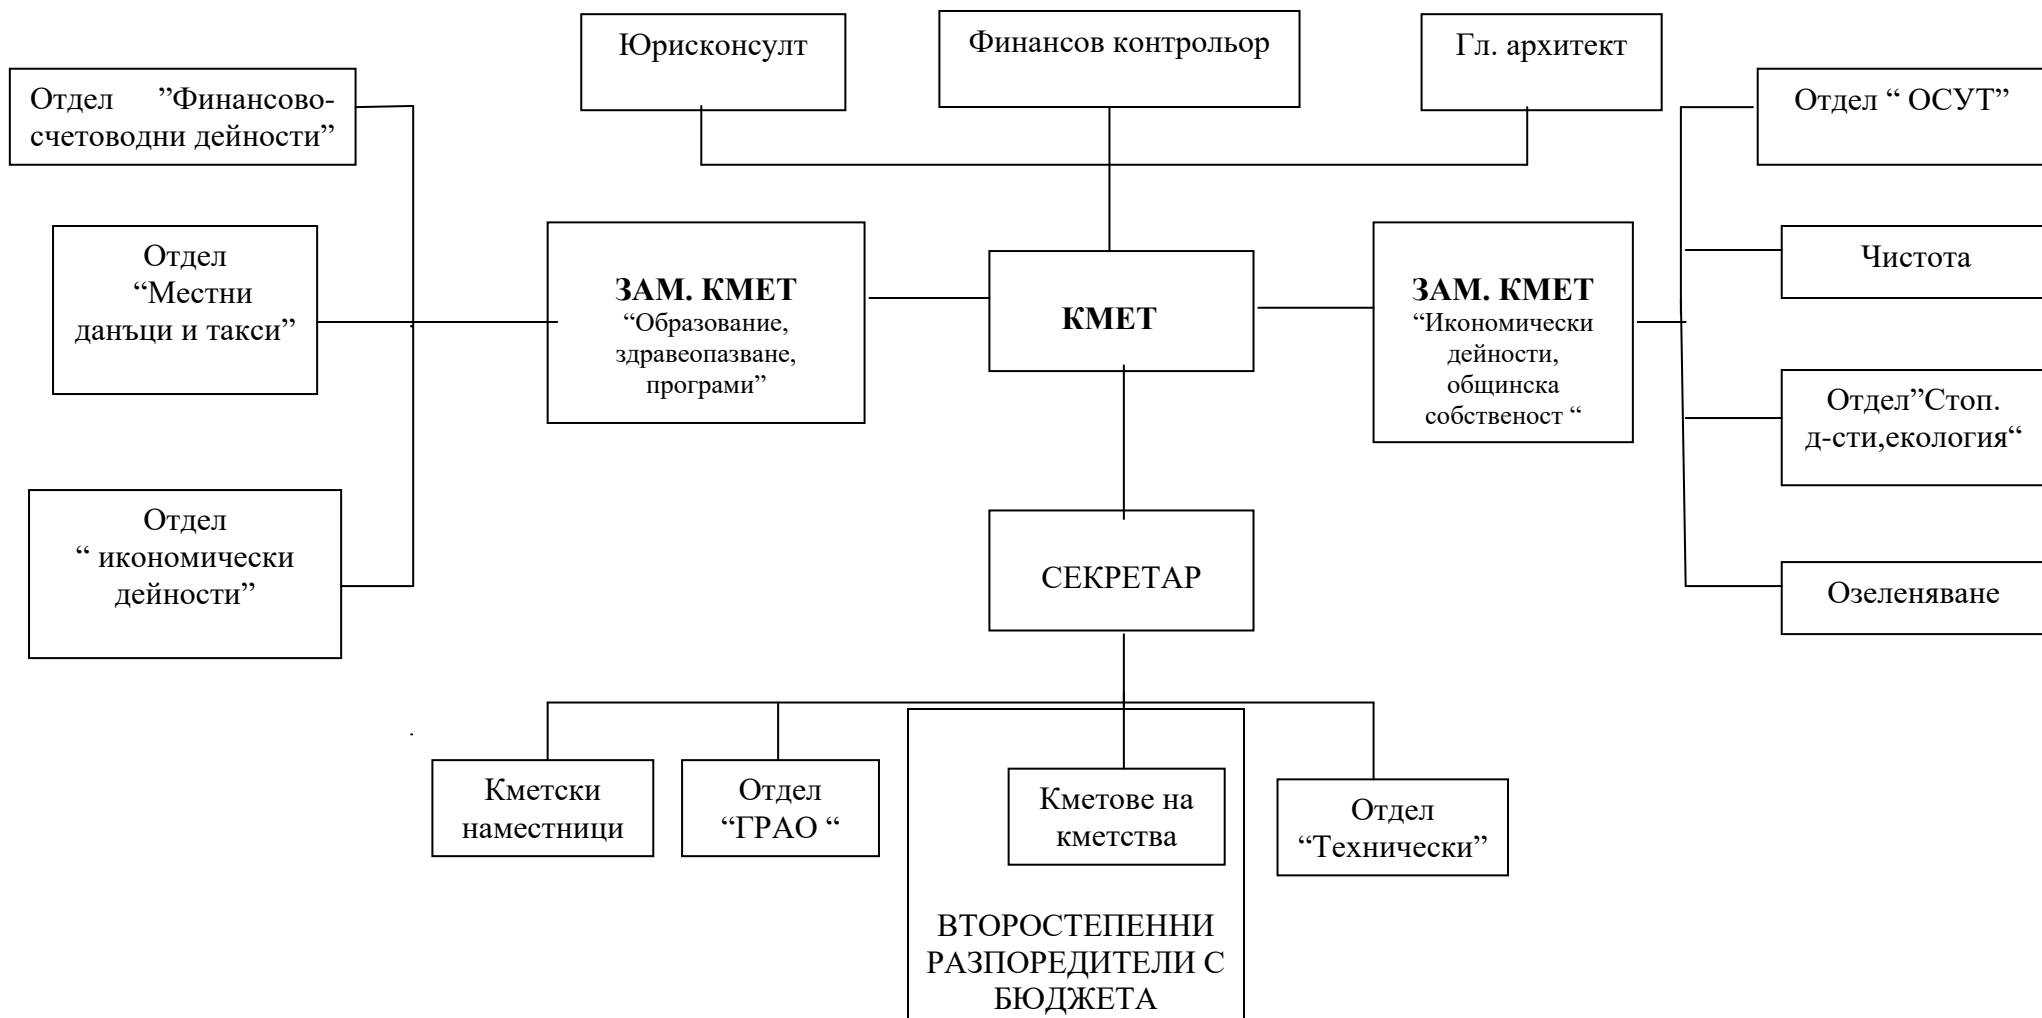 Юрисконсулт
Финансов контрольор
Гл. архитект
Отдел ”Финансово-
счетоводни дейности”
Отдел “ ОСУТ”
Отдел
“Местни
данъци и такси”
ЗАМ. КМЕТ
“Образование,
здравеопазване,
програми”
КМЕТ
ЗАМ. КМЕТ
“Икономически
дейности,
общинска
собственост “
Чистота
Отдел”Стоп.
д-сти,екология“
Отдел
“ икономически
дейности”
СЕКРЕТАР
Озеленяване
Кметски
наместници
Отдел
“ГРАО “
Кметове на
кметства
Отдел
“Технически”
ВТОРОСТЕПЕННИ
РАЗПОРЕДИТЕЛИ С
БЮДЖЕТА